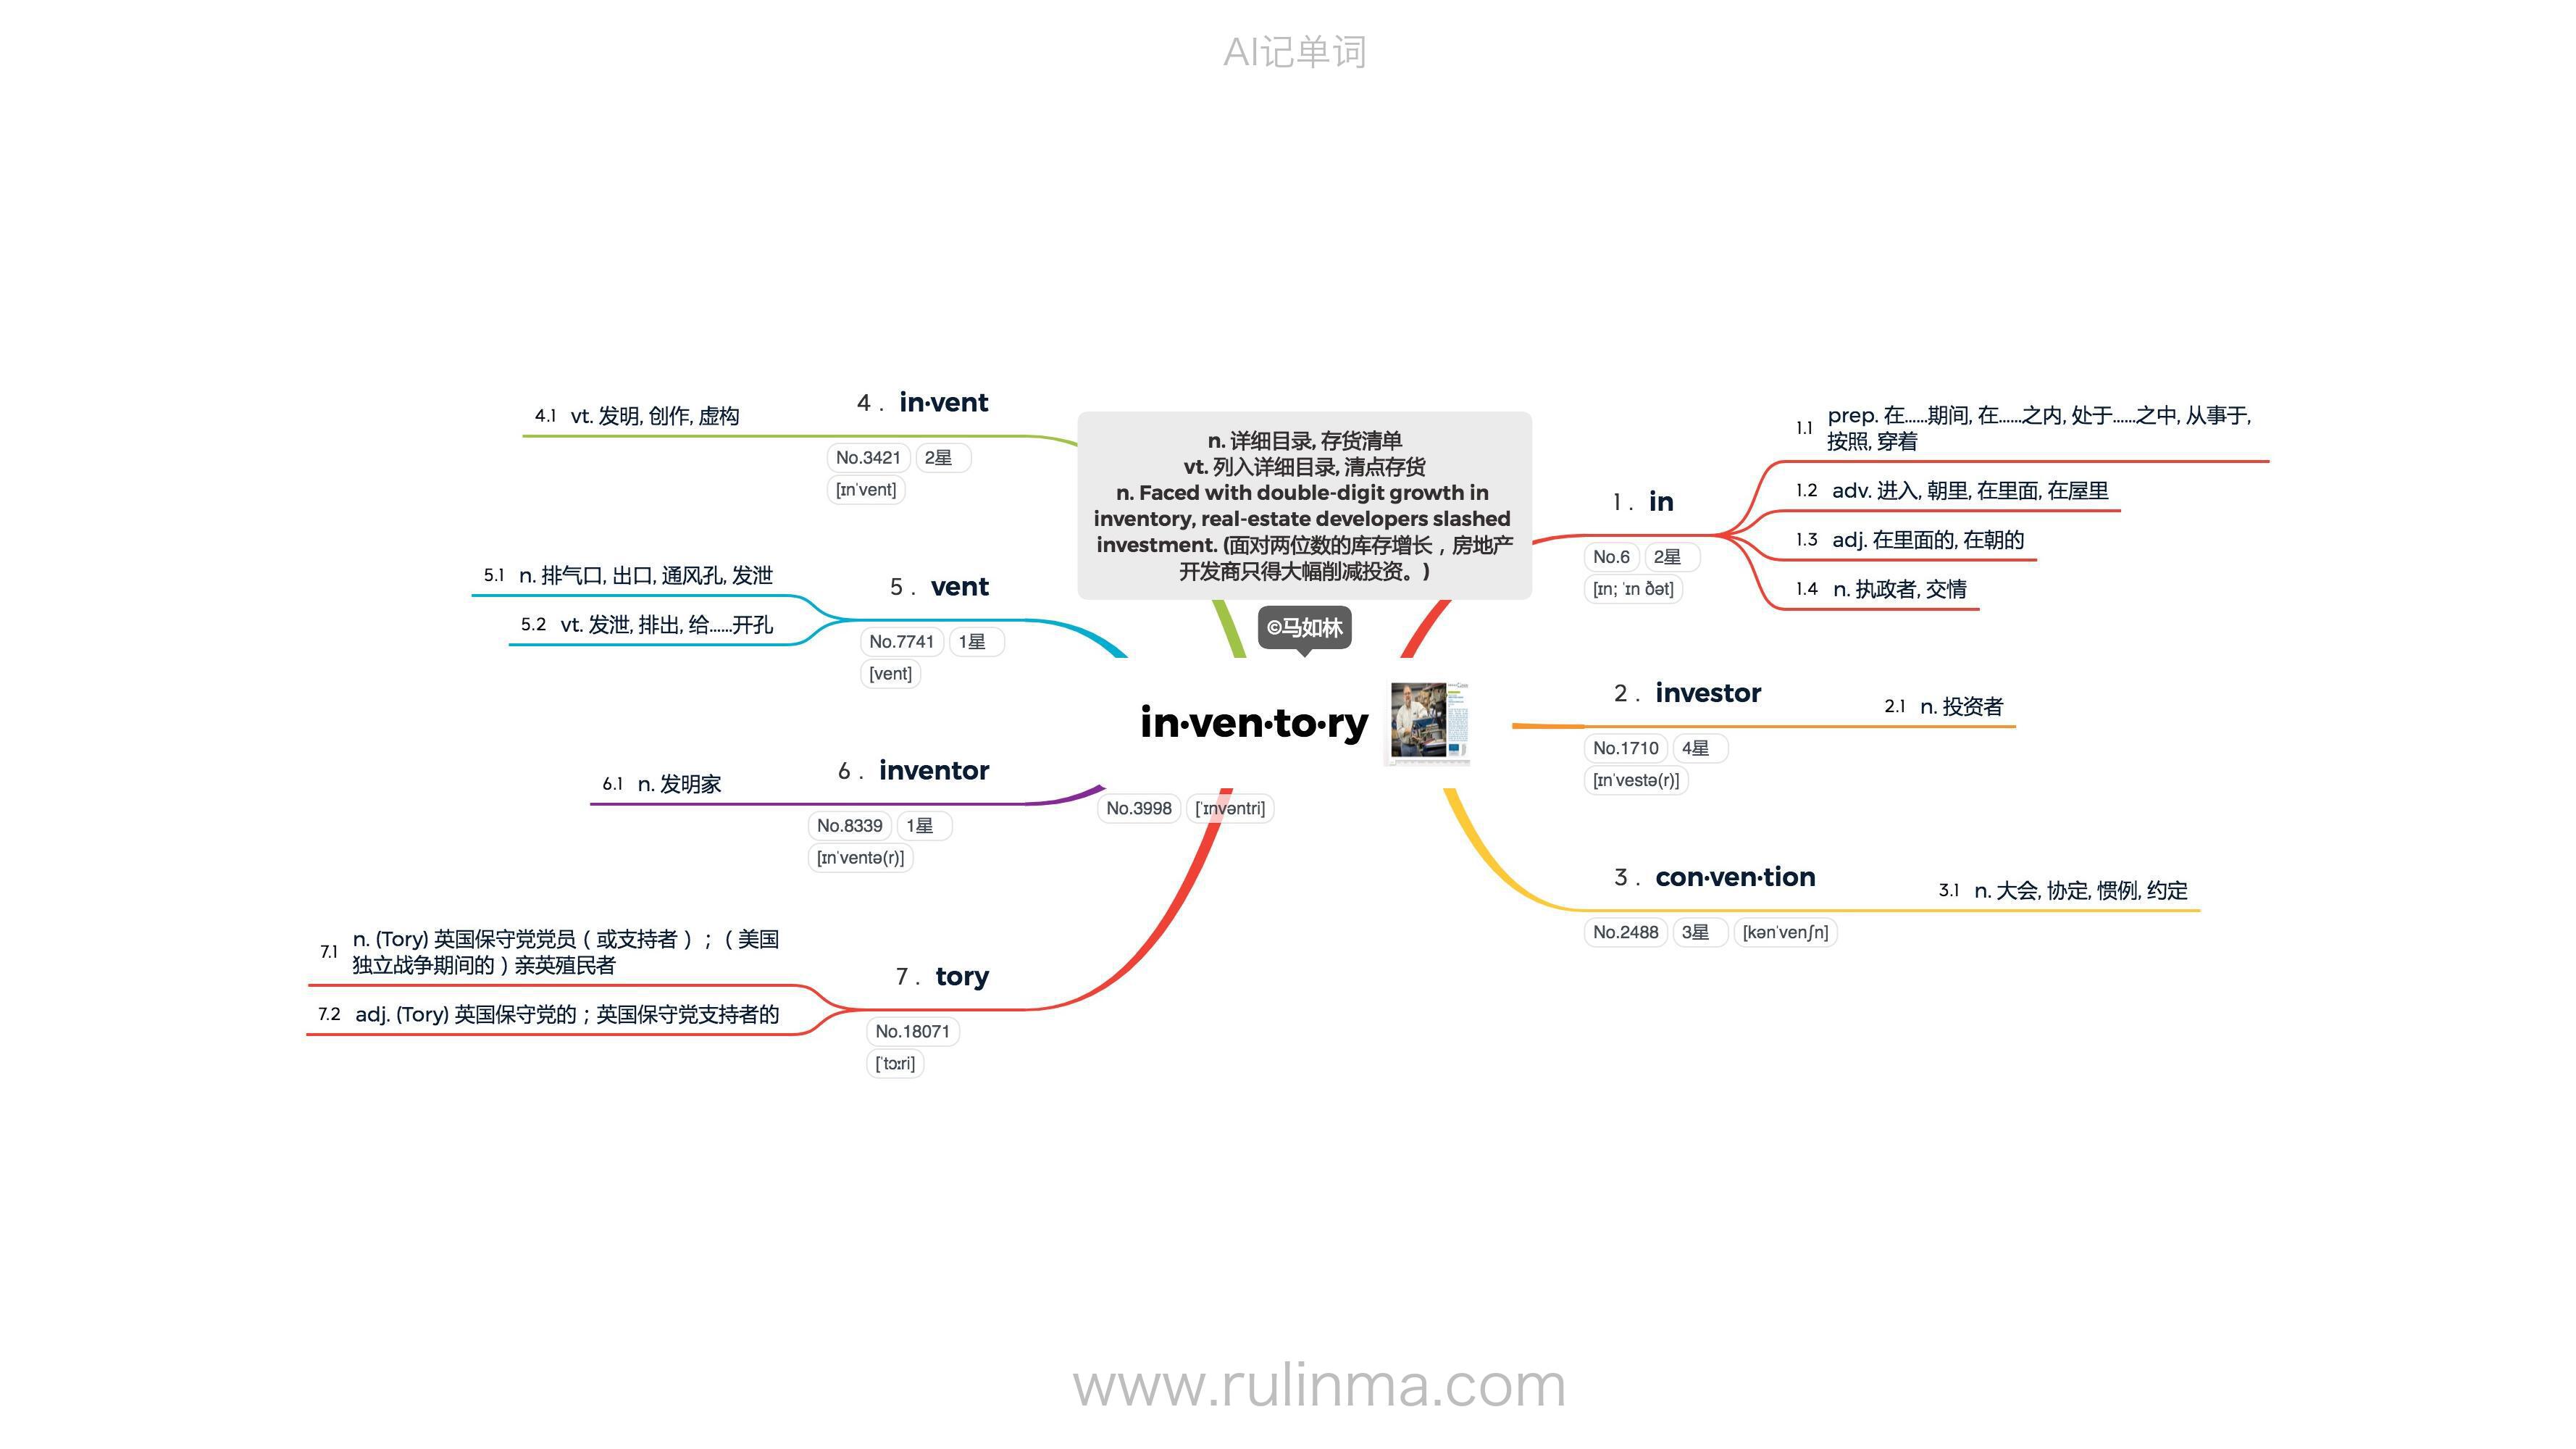 AI记单词
n. 详细目录, 存货清单
vt. 列入详细目录, 清点存货
n. Faced with double-digit growth in
inventory, real-estate developers slashed
investment. (面对两位数的库存增长，房地产
开发商只得大幅削减投资。)
©马如林
in·ven·to·ry
No.3998 [ˈɪnvəntri]
1. in
No.6 2星
[ɪn; ˈɪn ðət]
1.1 prep. 在……期间, 在……之内, 处于……之中, 从事于,
按照, 穿着
1.2 adv. 进入, 朝里, 在里面, 在屋里
1.3 adj. 在里面的, 在朝的
1.4 n. 执政者, 交情
2. investor
No.1710 4星
[ɪnˈvestə(r)]
2.1 n. 投资者
3. con·ven·tion
No.2488 3星 [kənˈvenʃn]
3.1 n. 大会, 协定, 惯例, 约定
4. in·vent
No.3421 2星
[ɪnˈvent]
4.1 vt. 发明, 创作, 虚构
5. vent
No.7741 1星
[vent]
5.1 n. 排气口, 出口, 通风孔, 发泄
5.2 vt. 发泄, 排出, 给……开孔
6. inventor
No.8339 1星
[ɪnˈventə(r)]
6.1 n. 发明家
7. tory
No.18071
[ˈtɔːri]
7.1 n. (Tory) 英国保守党党员（或支持者）；（美国
独立战争期间的）亲英殖民者
7.2 adj. (Tory) 英国保守党的；英国保守党支持者的
www.rulinma.com